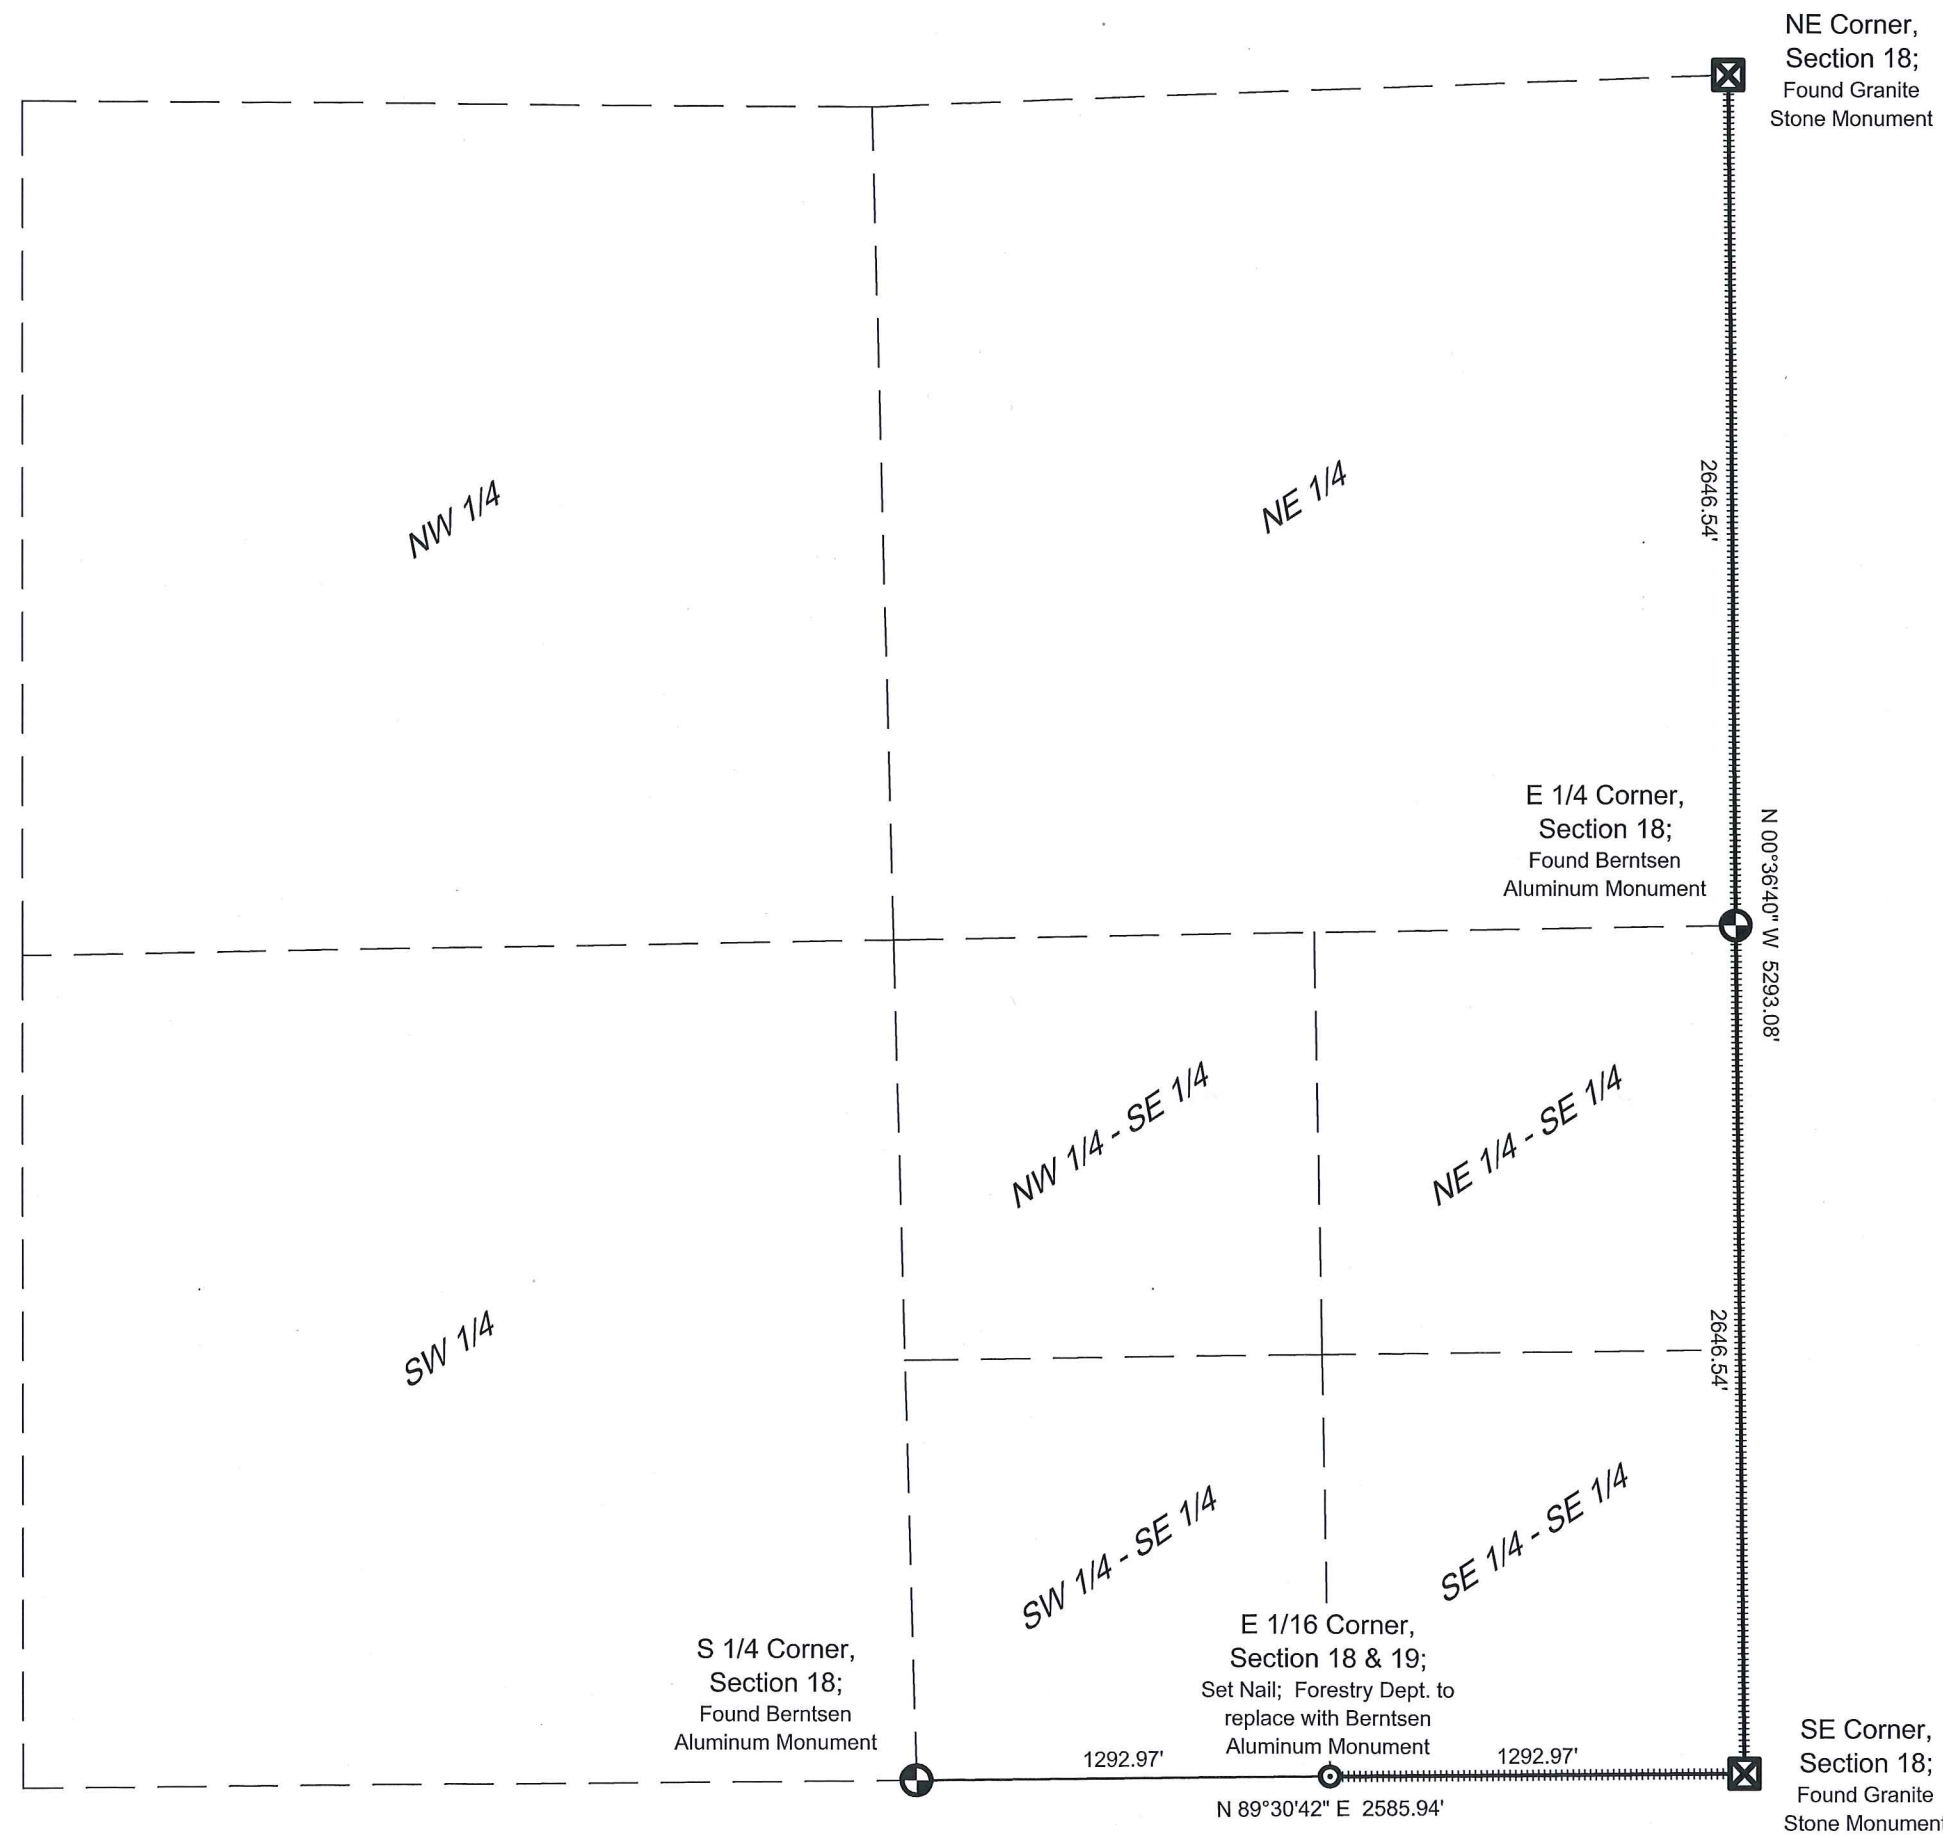 NE Corner,
Section 18;
Found Granite
Stone Monument
NW 1/4
NE 1/4
2646.54'
E 1/4 Corner,
Section 18;
Found Berntsen
Aluminum Monument
N 00°36'40" W 5293.08'
NW 1/4 - SE 1/4
NE 1/4 - SE 1/4
SW 1/4
2646.54'
SW 1/4 - SE 1/4
SE 1/4 - SE 1/4
S 1/4 Corner,
Section 18;
Found Berntsen
Aluminum Monument
E 1/16 Corner,
Section 18 & 19;
Set Nail; Forestry Dept. to
replace with Berntsen
Aluminum Monument
1292.97'
1292.97'
N 89°30'42" E 2585.94'
SE Corner,
Section 18;
Found Granite
Stone Monument